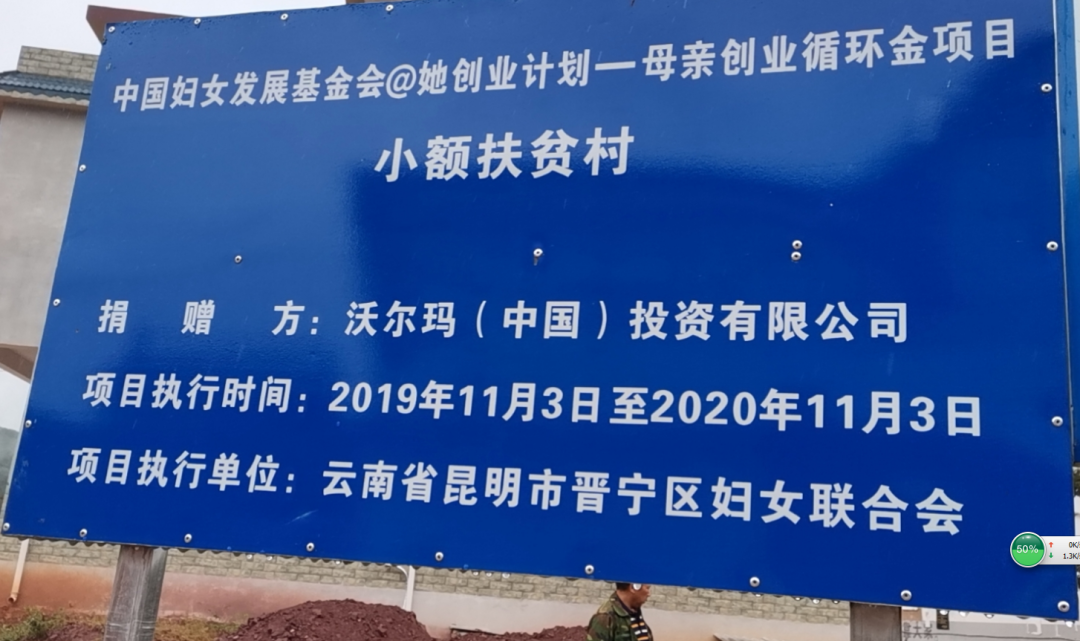 中国妇女发展基金会@她创业计划—母亲创业循环金项目
小额扶贫村
捐 赠 方：沃尔玛（中国）投资有限公司
项目执行时间：2019年11月3日至2020年11月3日
项目执行单位：云南省昆明市晋宁区妇女联合会
50%
0K/
1.3K/